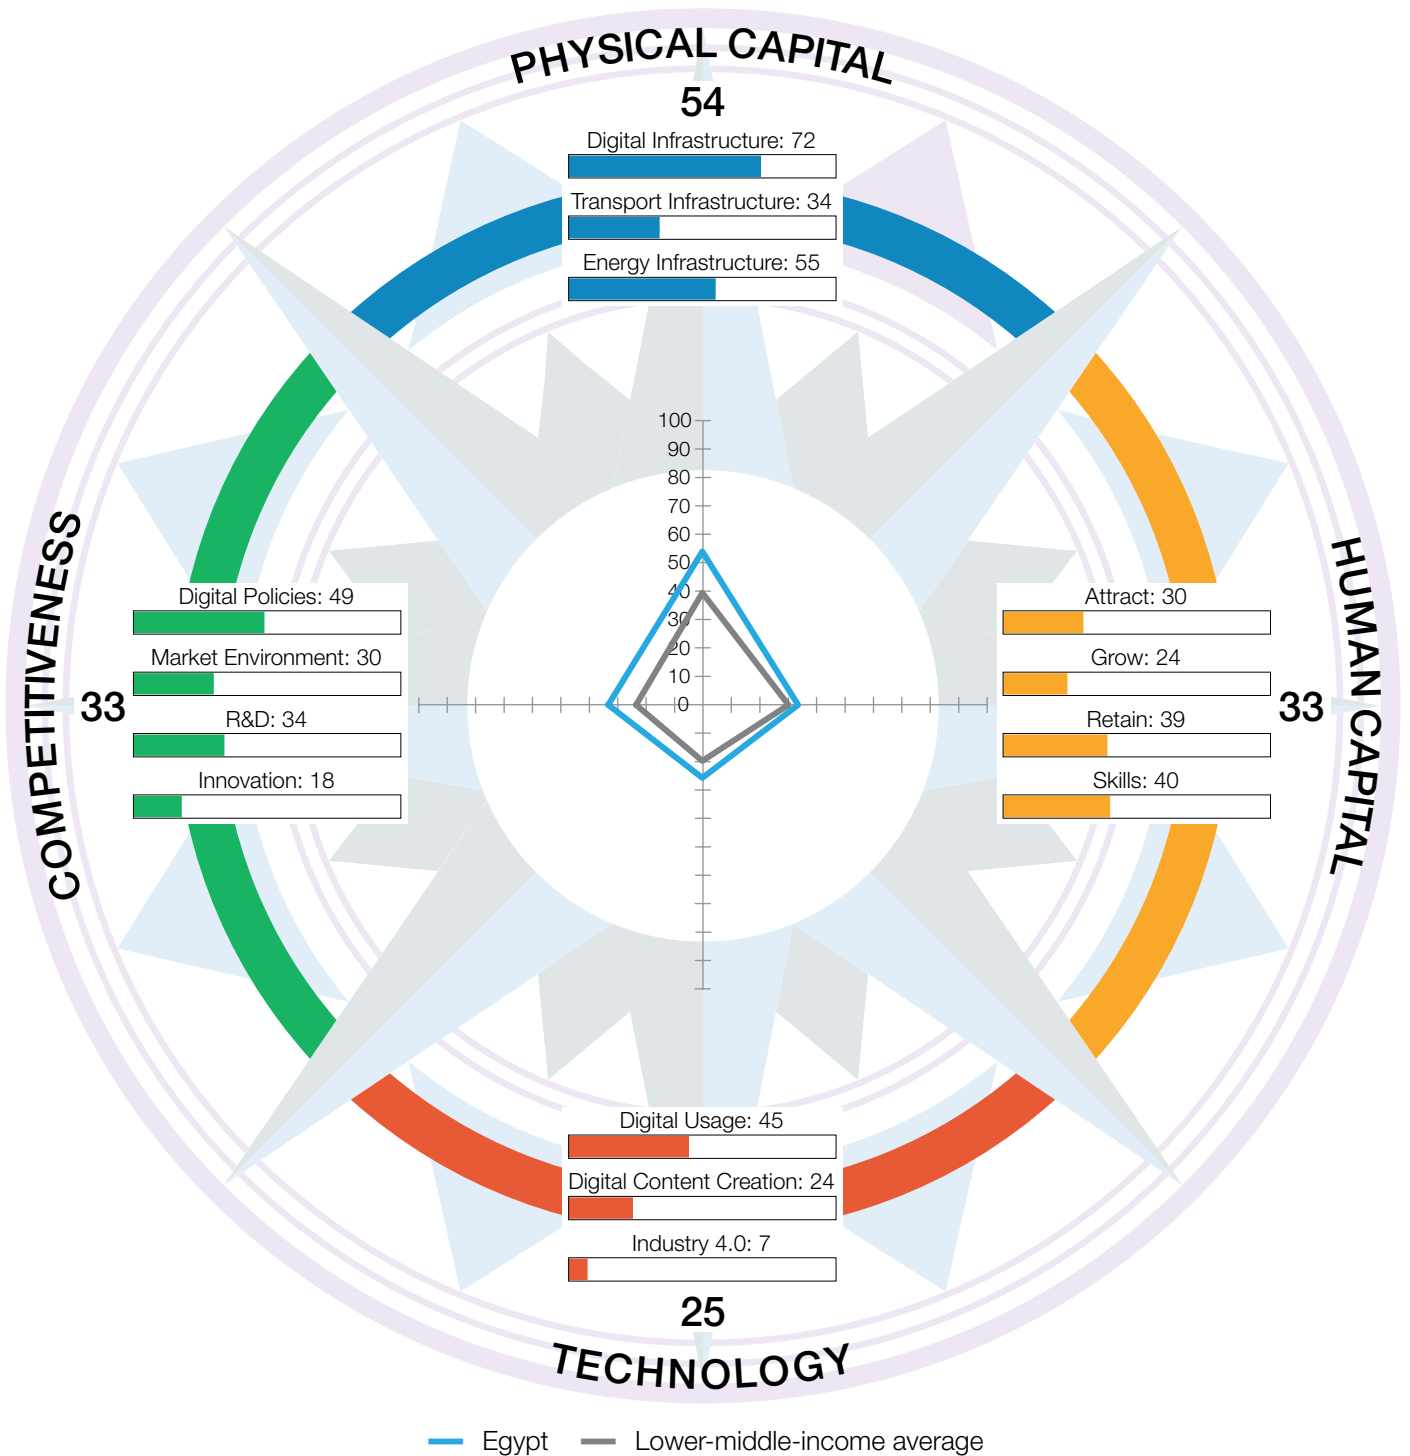 PHYSICAL CAPITAL
54
Digital Infrastructure: 72
Transport Infrastructure: 34
Energy Infrastructure: 55
100
90
80
70
60
50
40
30
20
10
0
COMPETITIVENESS
33
Digital Policies: 49
Market Environment: 30
R&D: 34
Innovation: 18
Attract: 30
Grow: 24
Retain: 39
Skills: 40
33
HUMAN CAPITAL
Digital Usage: 45
Digital Content Creation: 24
Industry 4.0: 7
25
TECHNOLOGY
Egypt
Lower-middle-income average